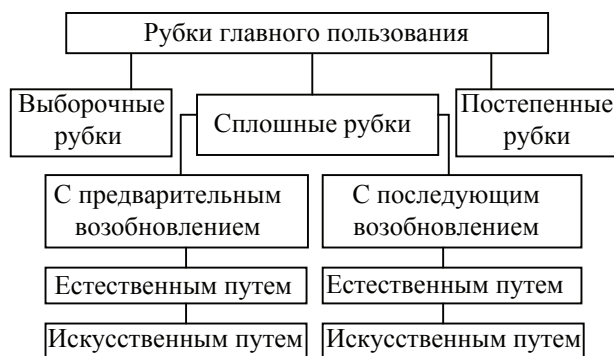 Рубки главного пользования
Выборочные
рубки
Сплошные рубки
Постепенные
рубки
С предварительным
возобновлением
С последующим
возобновлением
Естественным путем
Естественным путем
Искусственным путем
Искусственным путем